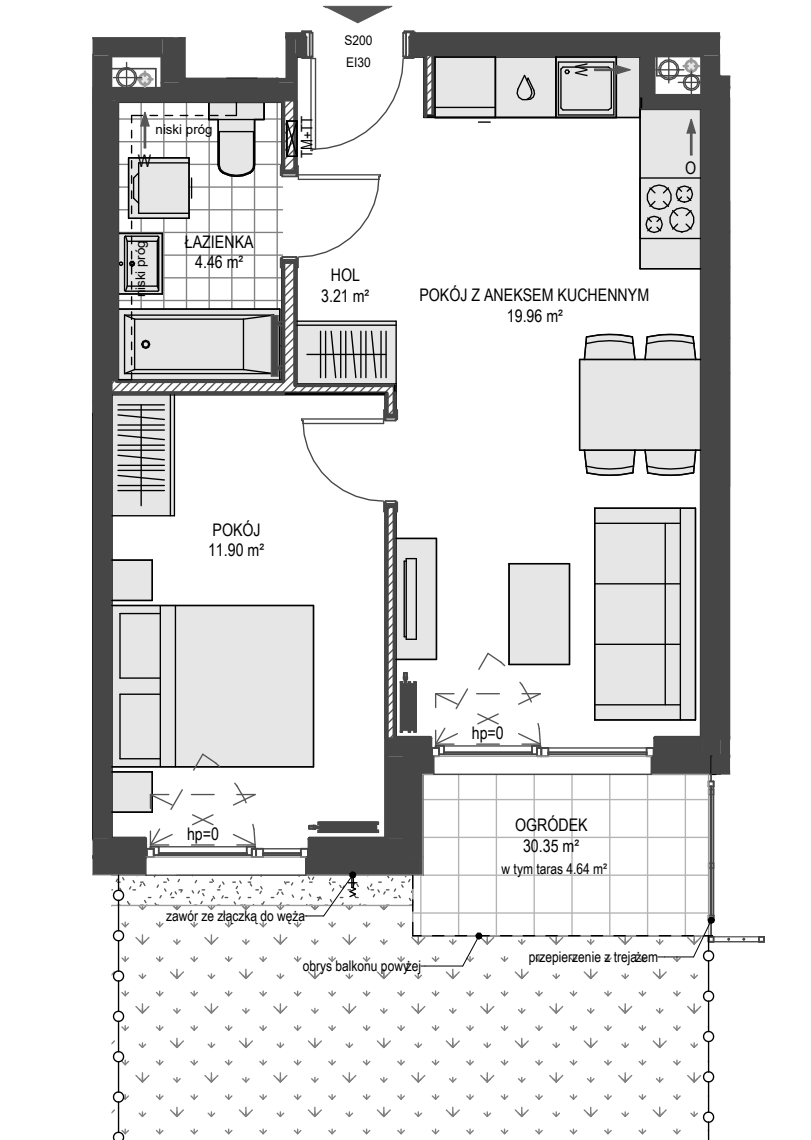 S200
EI30
W
niski próg
TM+TT
W
O
niski próg
ŁAZIENKA
4.46 m²
HOL
3.21 m²
POKÓJ Z ANEKSEM KUCHENNYM
19.96 m²
POKÓJ
11.90 m²
hp=0
hp=0
OGRÓDEK
30.35 m²
w tym taras 4.64 m²
zawór ze złączką do węża
obrys balkonu powyżej
przepierzenie z trejażem